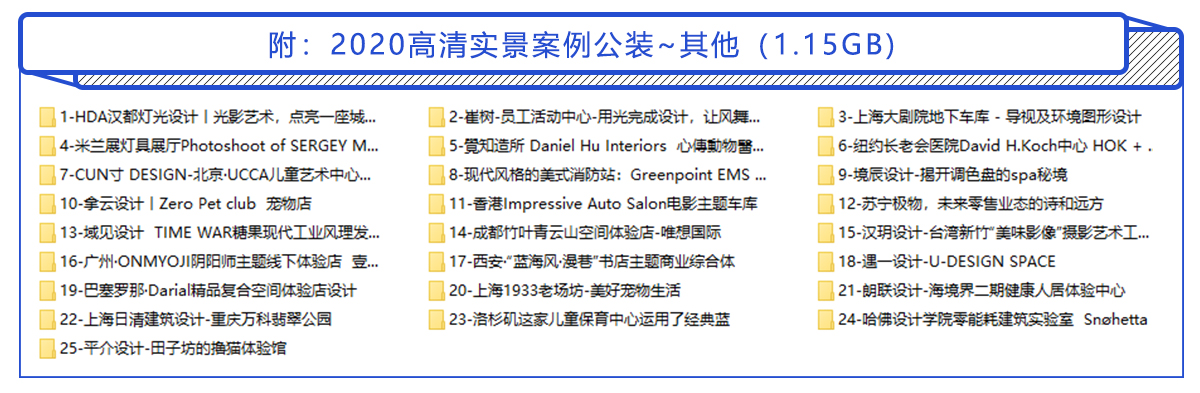 附：2020高清实景案例公装~其他（1.15GB）
1-HDA汉都灯光设计丨光影艺术，点亮一座城...
2-崔树-员工活动中心-用光完成设计，让风舞...
3-上海大剧院地下车库 - 导视及环境图形设计
4-米兰展灯具展厅Photoshoot of SERGEY M...
5-覺知造所 Daniel Hu Interiors 心傳動物醫...
6-纽约长老会医院David H.Koch中心 HOK + .
7-CUN寸 DESIGN-北京·UCCA儿童艺术中心...
8-现代风格的美式消防站：Greenpoint EMS ...
9-境辰设计-揭开调色盘的spa秘境
10-拿云设计丨Zero Pet club 宠物店
11-香港Impressive Auto Salon电影主题车库
12-苏宁极物，未来零售业态的诗和远方
13-域见设计 TIME WAR糖果现代工业风理发...
14-成都竹叶青云山空间体验店-唯想国际
15-汉玥设计-台湾新竹“美味影像”摄影艺术工...
16-广州·ONMYOJI阴阳师主题线下体验店 壹...
17-西安·“蓝海风·漫巷”书店主题商业综合体
18-遇一设计-U-DESIGN SPACE
19-巴塞罗那·Darial精品复合空间体验店设计
20-上海1933老场坊-美好宠物生活
21-朗联设计-海境界二期健康人居体验中心
22-上海日清建筑设计-重庆万科翡翠公园
23-洛杉矶这家儿童保育中心运用了经典蓝
24-哈佛设计学院零能耗建筑实验室 Snøhetta
25-平介设计-田子坊的撸猫体验馆